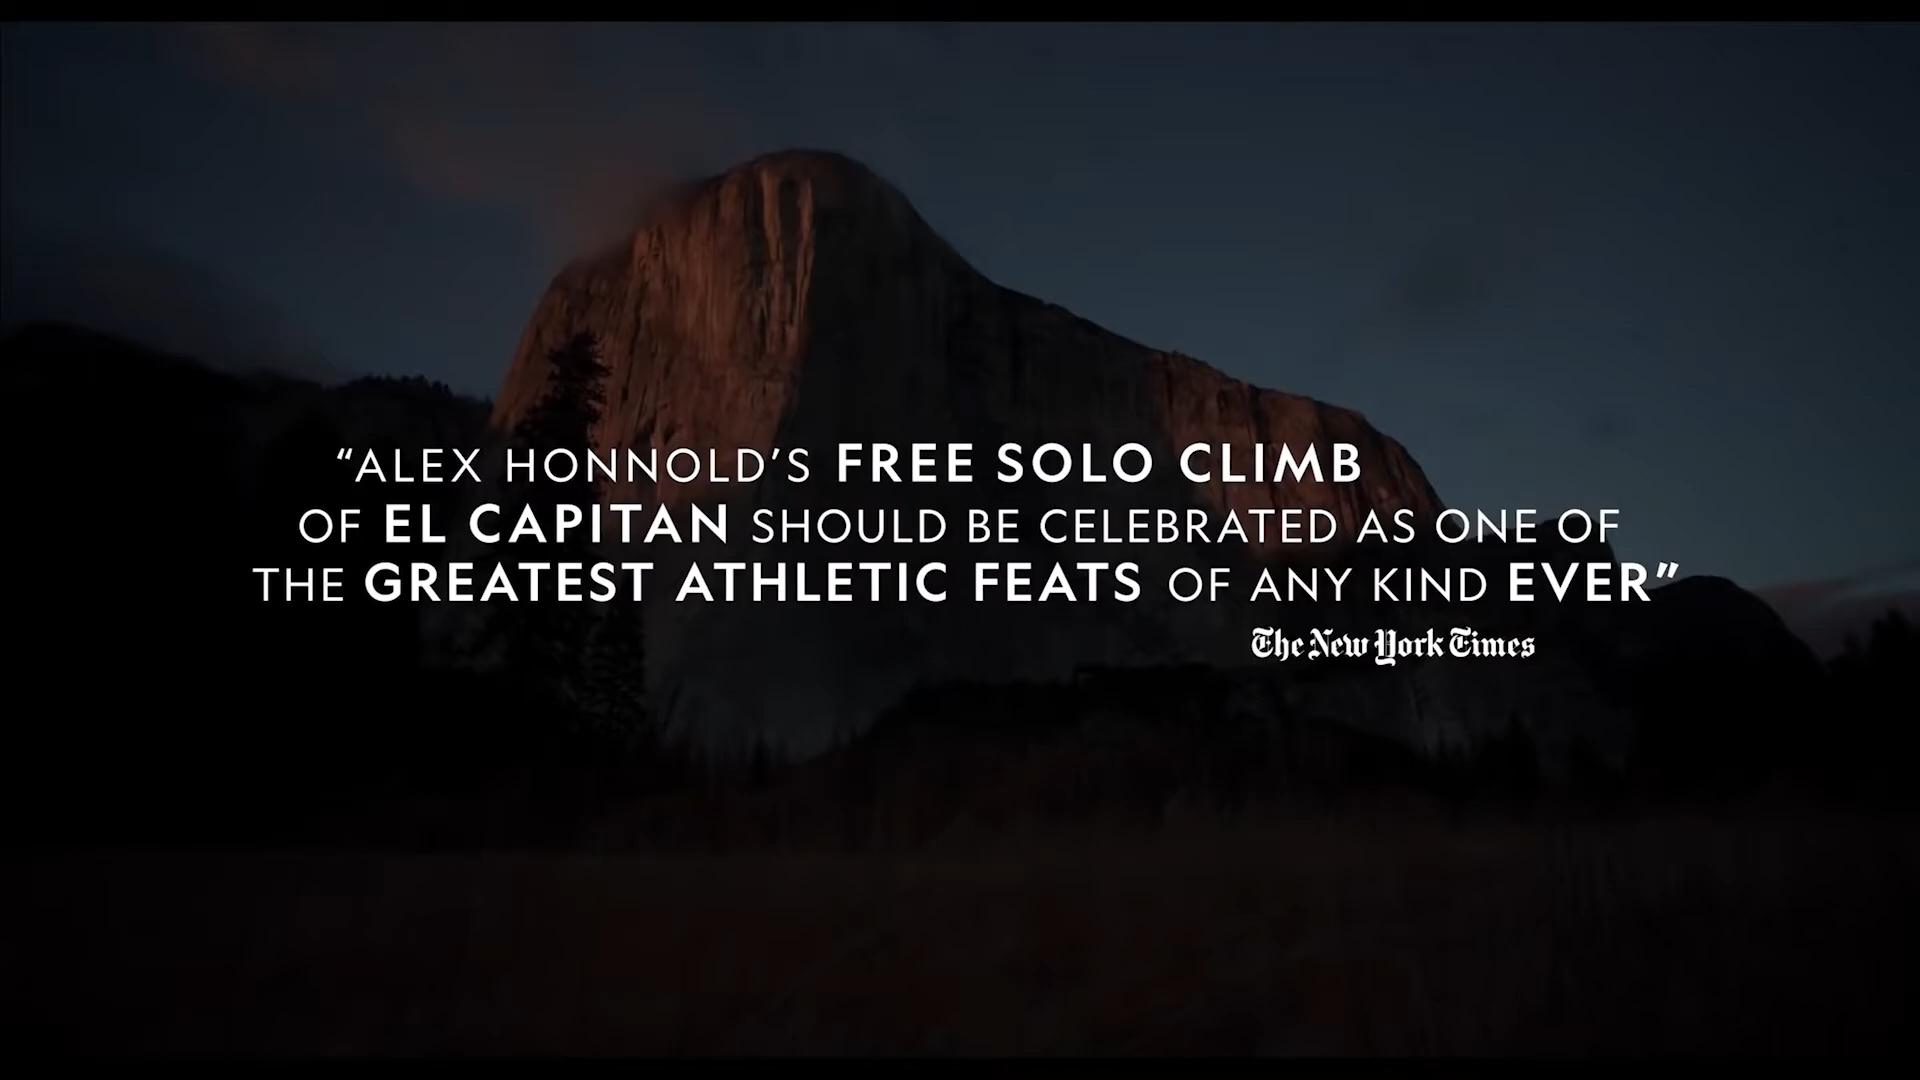 “ALEX HONNOLD’S FREE SOLO CLIMB
OF EL CAPITAN SHOULD BE CELEBRATED AS ONE OF
THE GREATEST ATHLETIC FEATS OF ANY KIND EVER”
The New York Times